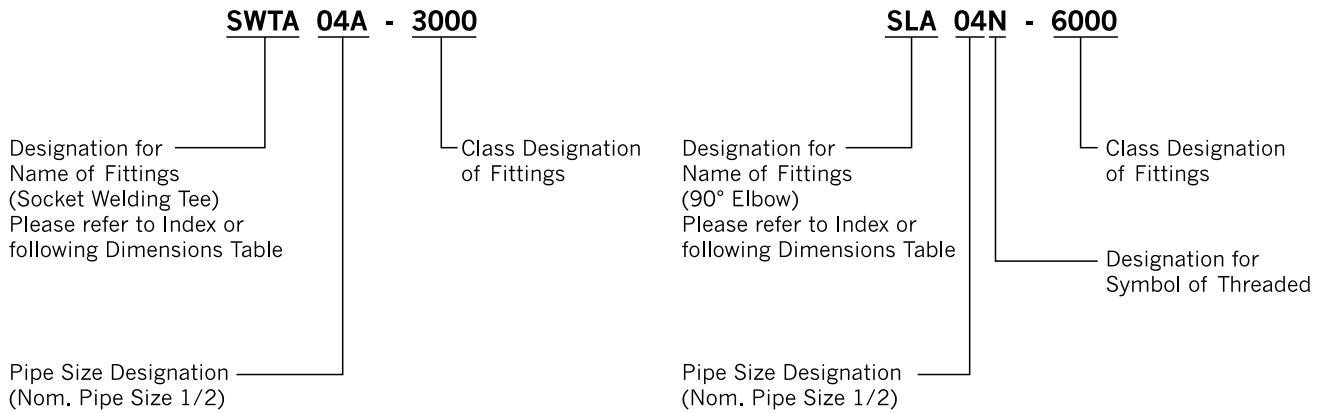 SWTA 04A - 3000
Designation for
Name of Fittings
(Socket Welding Tee)
Please refer to Index or
following Dimensions Table
Class Designation
of Fittings
Pipe Size Designation
(Nom. Pipe Size 1/2)
SLA 04N - 6000
Designation for
Name of Fittings
(90° Elbow)
Please refer to Index or
following Dimensions Table
Class Designation
of Fittings
Designation for
Symbol of Threaded
Pipe Size Designation
(Nom. Pipe Size 1/2)